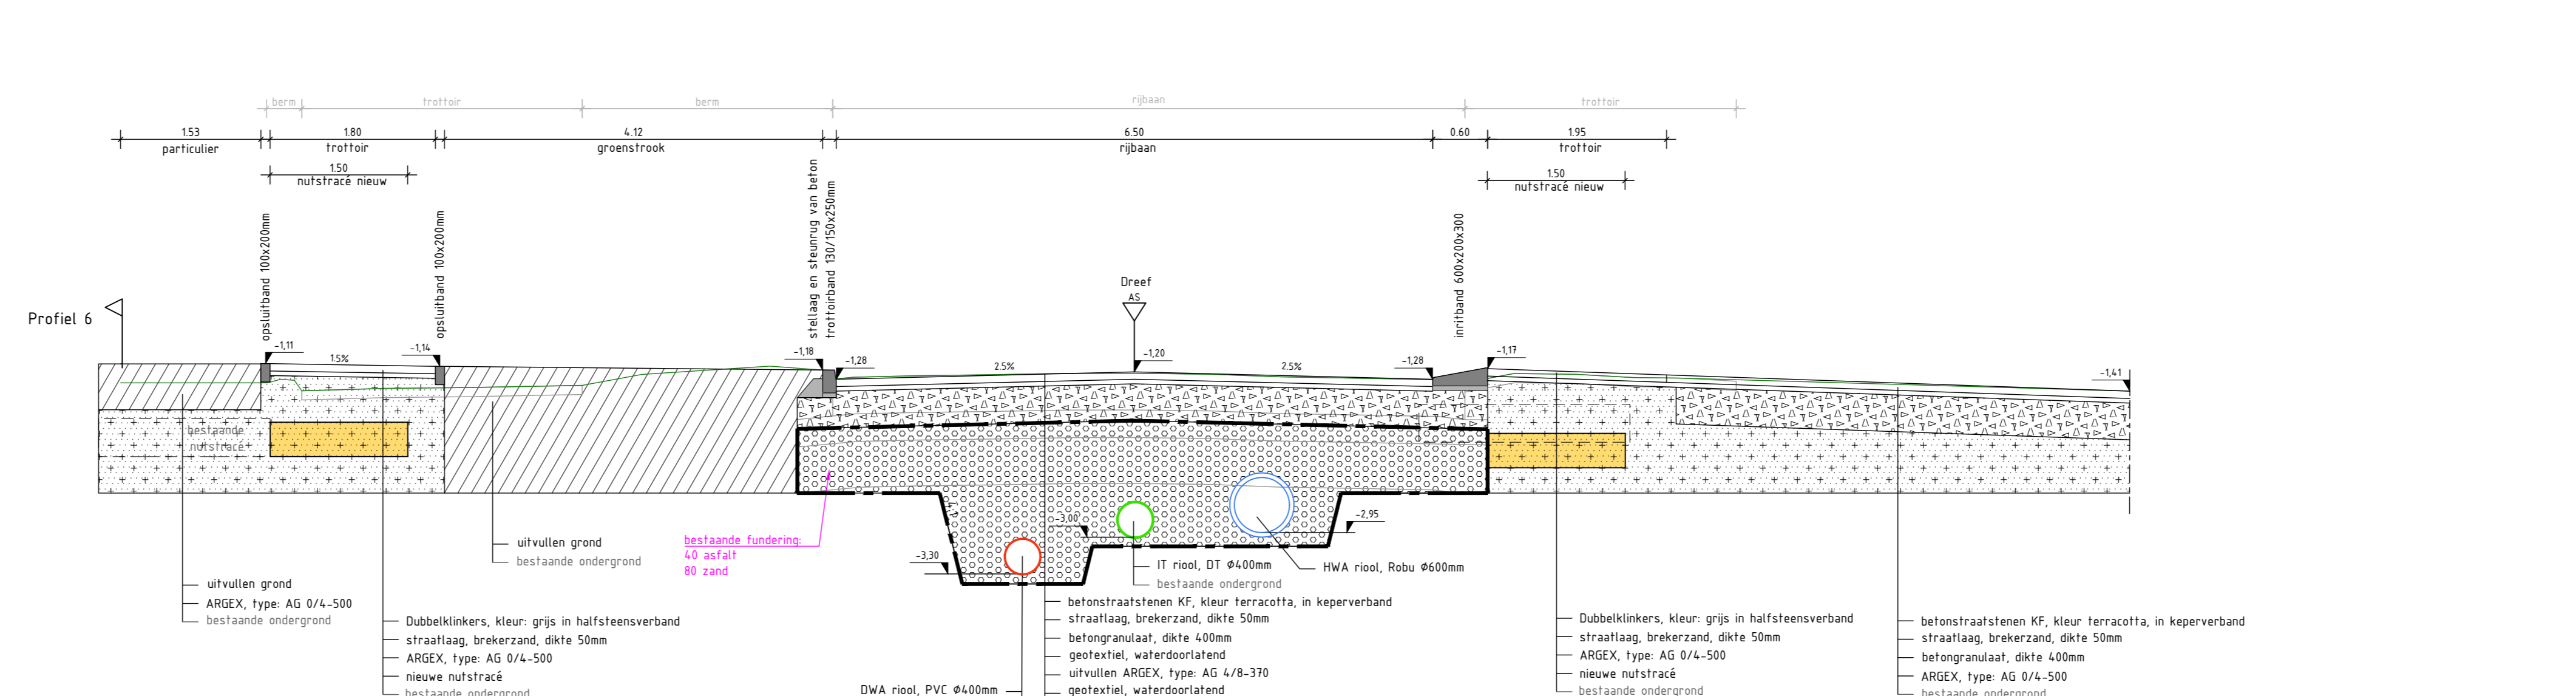 berm
trottoir
berm
rijbaan
trottoir
1.53
1.80
4.12
6.50
0.60
1.95
particulier
trottoir
groenstrook
rijbaan
trottoir
1.50
nutstracé nieuw
1.50
nutstracé nieuw
opsluitband 100x200mm
opsluitband 100x200mm
stellaag en steunrug van beton
trottoirband 130/150x250mm
inritband 600x200x300
Dreef
AS
Profiel 6
-1,11
1.5%
-1,14
-1,18
-1,28
2.5%
-1,20
2.5%
-1,28
-1,17
-1,41
bestaande
nutstracé
bestaande fundering:
40 asfalt
80 zand
-3,00
-2,95
-3,30
uitvullen grond
bestaande ondergrond
uitvullen grond
ARGEX, type: AG 0/4-500
bestaande ondergrond
IT riool, DT Ø400mm
bestaande ondergrond
HWA riool, Robu Ø600mm
Dubbelklinkers, kleur: grijs in halfsteensverband
straatlaag, brekerzand, dikte 50mm
ARGEX, type: AG 0/4-500
nieuwe nutstracé
bestaande ondergrond
DWA riool, PVC Ø400mm
betonstraatstenen KF, kleur terracotta, in keperverband
straatlaag, brekerzand, dikte 50mm
betongranulaat, dikte 400mm
geotextiel, waterdoorlatend
uitvullen ARGEX, type: AG 4/8-370
geotextiel, waterdoorlatend
Dubbelklinkers, kleur: grijs in halfsteensverband
straatlaag, brekerzand, dikte 50mm
ARGEX, type: AG 0/4-500
nieuwe nutstracé
bestaande ondergrond
betonstraatstenen KF, kleur terracotta, in keperverband
straatlaag, brekerzand, dikte 50mm
betongranulaat, dikte 400mm
ARGEX, type: AG 0/4-500
bestaande ondergrond